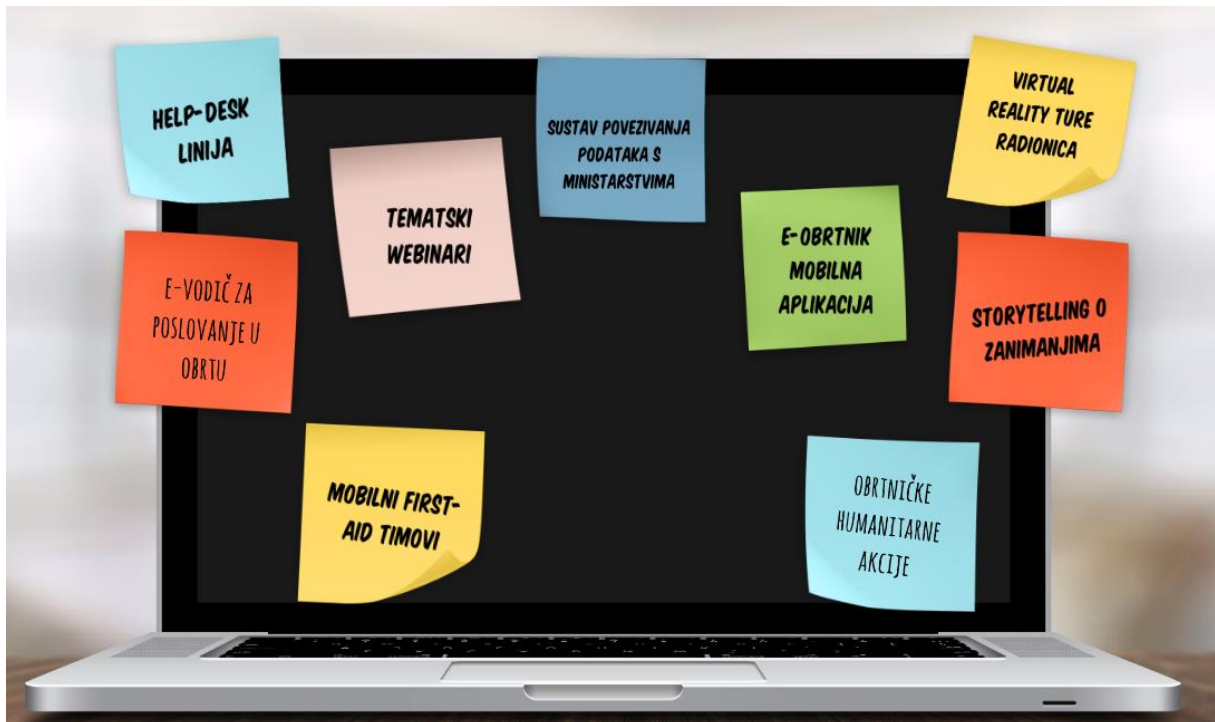 HELP-DESK
LINIJA
TEMATSKI
WEBINARI
SUSTAV POVEZIVANJA
PODATAKA S
MINISTARSTVIMA
E-OBRTNIK
MOBILNA
APLIKACIJA
VIRTUAL
REALITY TURE
RADIONICA
E-VODIČ ZA
POSLOVANJE U
OBRTU
STORYTELLING O
ZANIMANJIMA
MOBILNI FIRST-
AID TIMOVI
OBRTNIČKE
HUMANITARNE
AKCIJE